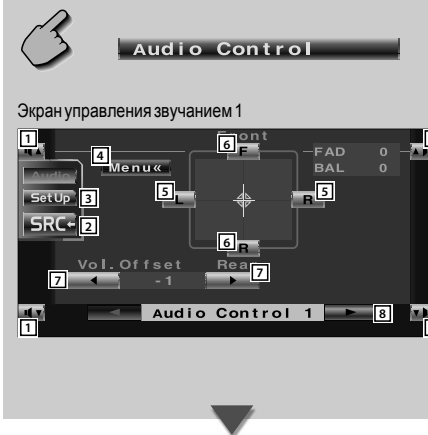 Audio Control
Экран управления звучанием 1
1 6 Front
F FAD 0
4 Menu« BAL 0
Audio
SetUp 3 5 L R 5
SRC 2
6 R
Vol. Offset Rear
7 -1 7
1 Audio Control 1 8